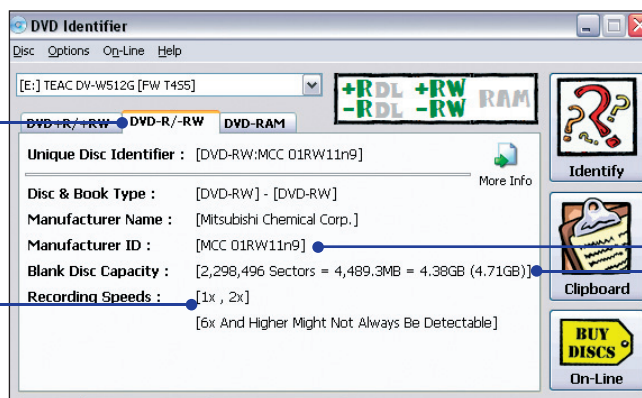 DVD Identifier
Disc Options On-Line Help
[E:] TEAC DV-W512G [FW T4S5]
+R DL +RW RAM
-R DL -RW
DVD+R/+RW DVD-R/-RW DVD-RAM
Unique Disc Identifier : [DVD-RW:MCC 01RW11n9]
More Info
Disc & Book Type : [DVD-RW] - [DVD-RW]
Manufacturer Name : [Mitsubishi Chemical Corp.]
Manufacturer ID : [MCC 01RW11n9]
Blank Disc Capacity : [2,298,496 Sectors = 4,489.3MB = 4.38GB (4.71GB)]
Recording Speeds : [1x , 2x]
[6x And Higher Might Not Always Be Detectable]
Identify
Clipboard
BUY
DISCS
On-Line